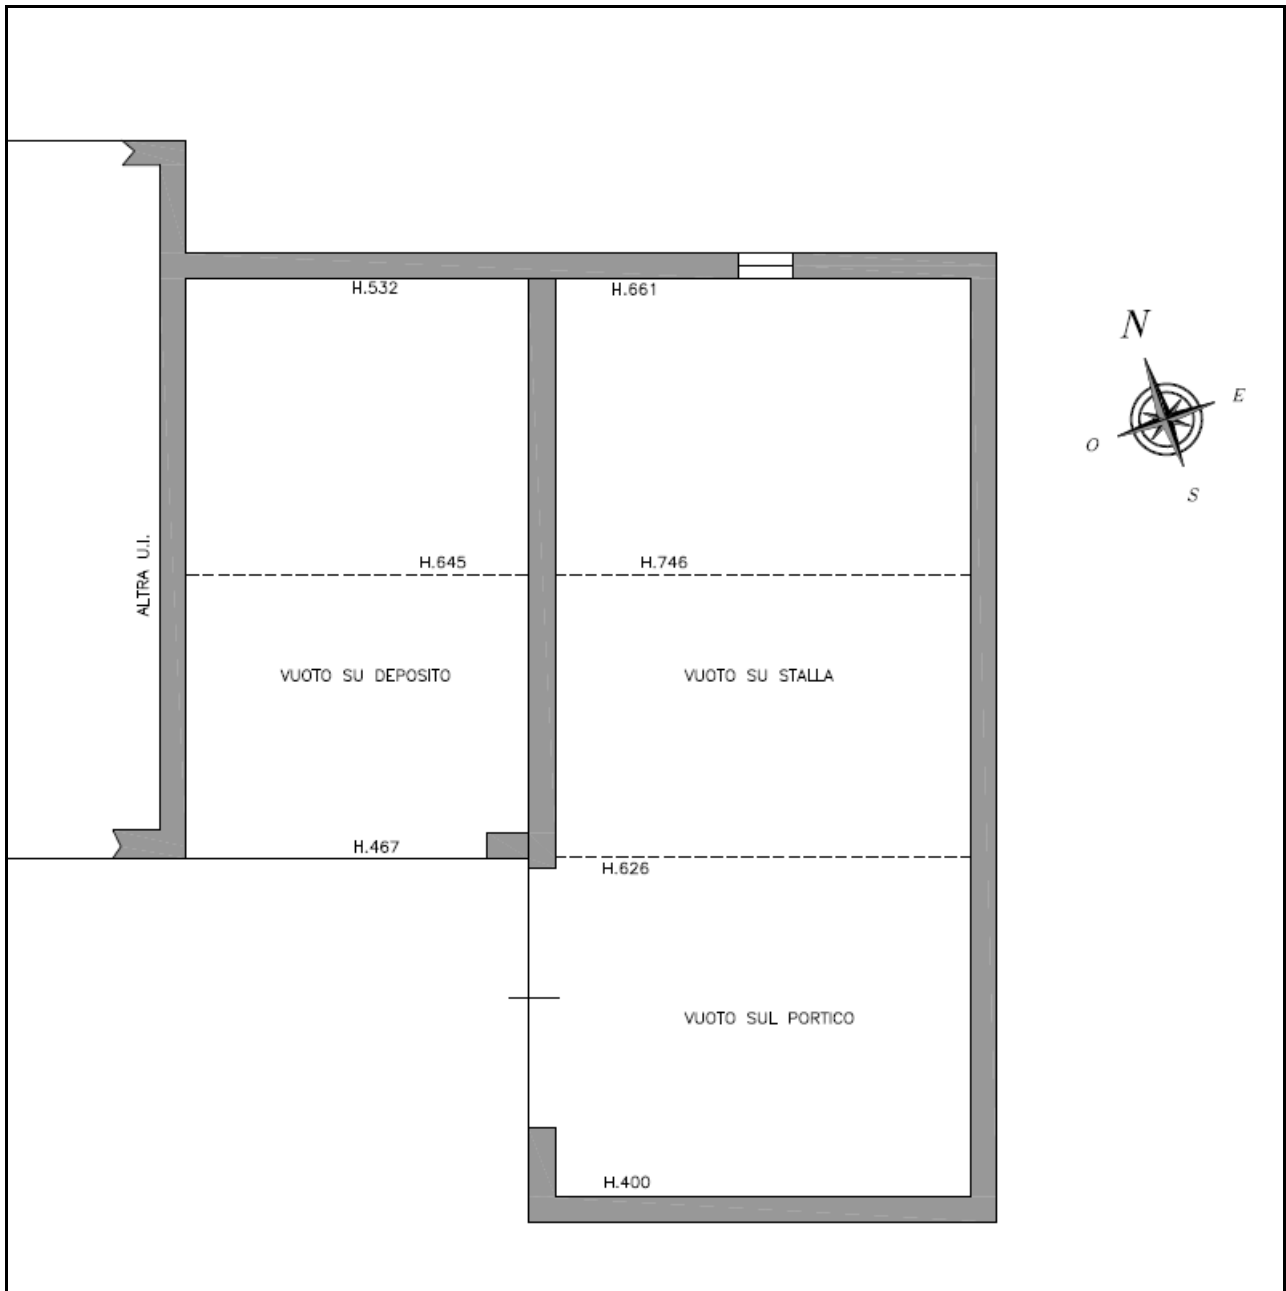 H.532
H.661
N
E
O
S
H.645
H.746
ALTRA U.I.
VUOTO SU DEPOSITO
VUOTO SU STALLA
H.467
H.626
VUOTO SUL PORTICO
H.400